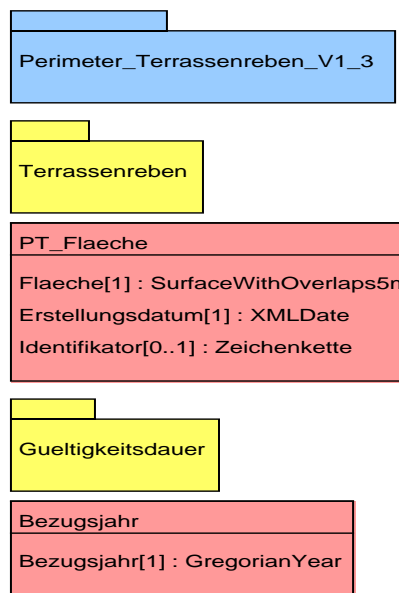 Perimeter_Terrassenreben_V1_3
Terrassenreben
PT_Flaeche
Flaeche[1] : SurfaceWithOverlaps5m
Erstellungsdatum[1] : XMLDate
Identifikator[0..1] : Zeichenkette
Gueltigkeitsdauer
Bezugsjahr
Bezugsjahr[1] : GregorianYear